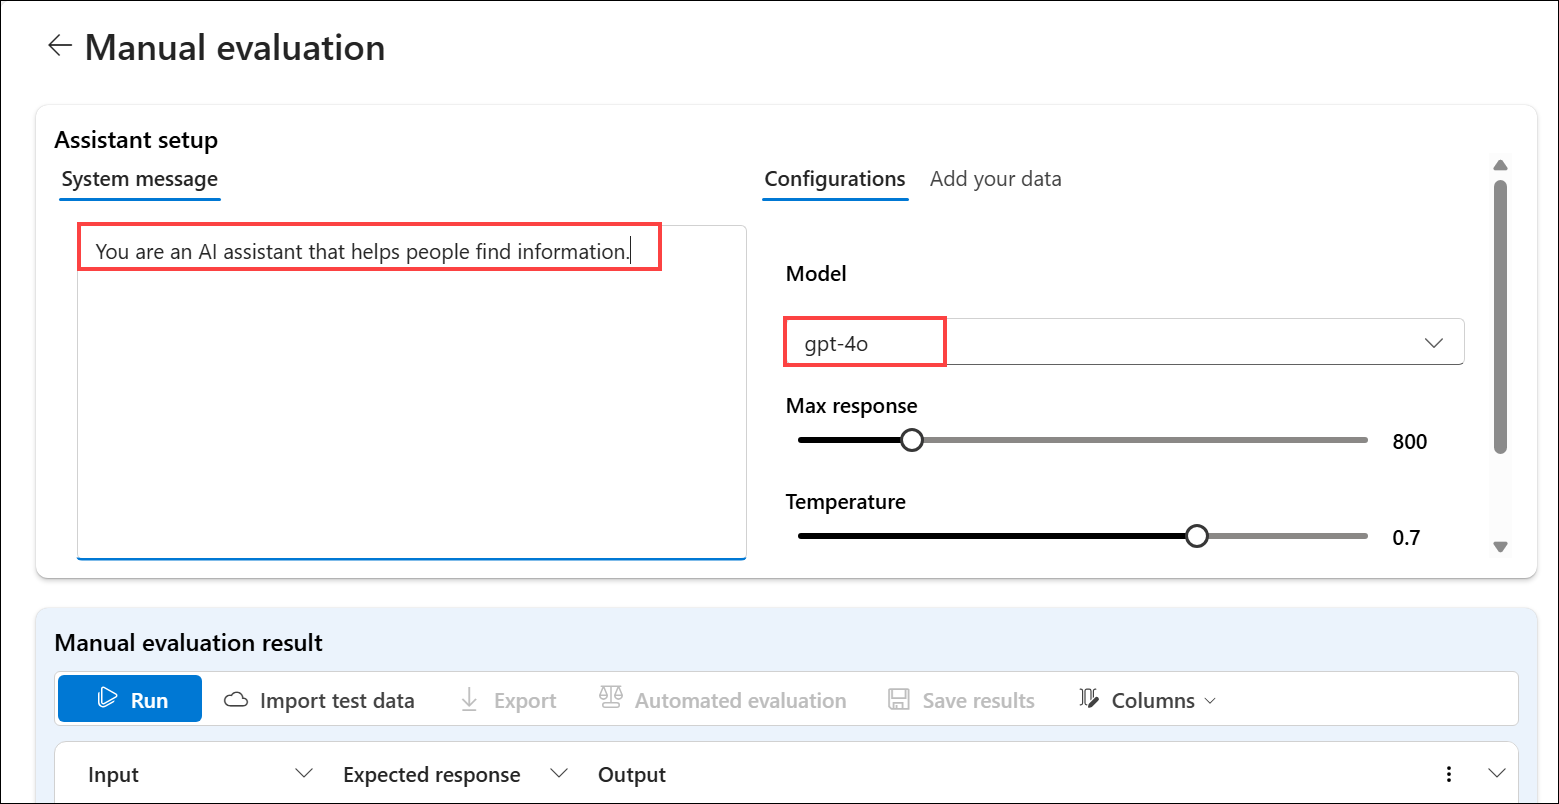 Manual evaluation
Assistant setup
System message
You are an AI assistant that helps people find information.
Configurations Add your data
Model
gpt-4o
Max response
800
Temperature
0.7
Manual evaluation result
Run Import test data Export Automated evaluation Save results Columns
Input Expected response Output